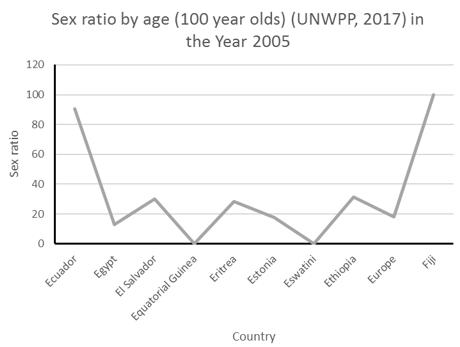 Sex ratio by age (100 year olds) (UNWPP, 2017) in
the Year 2005
120
100
80
60
40
20
0
Sex ratio
Ecuador
Egypt
El Salvador
Equatorial Guinea
Eritrea
Estonia
Eswatini
Ethiopia
Europe
Fiji
Country